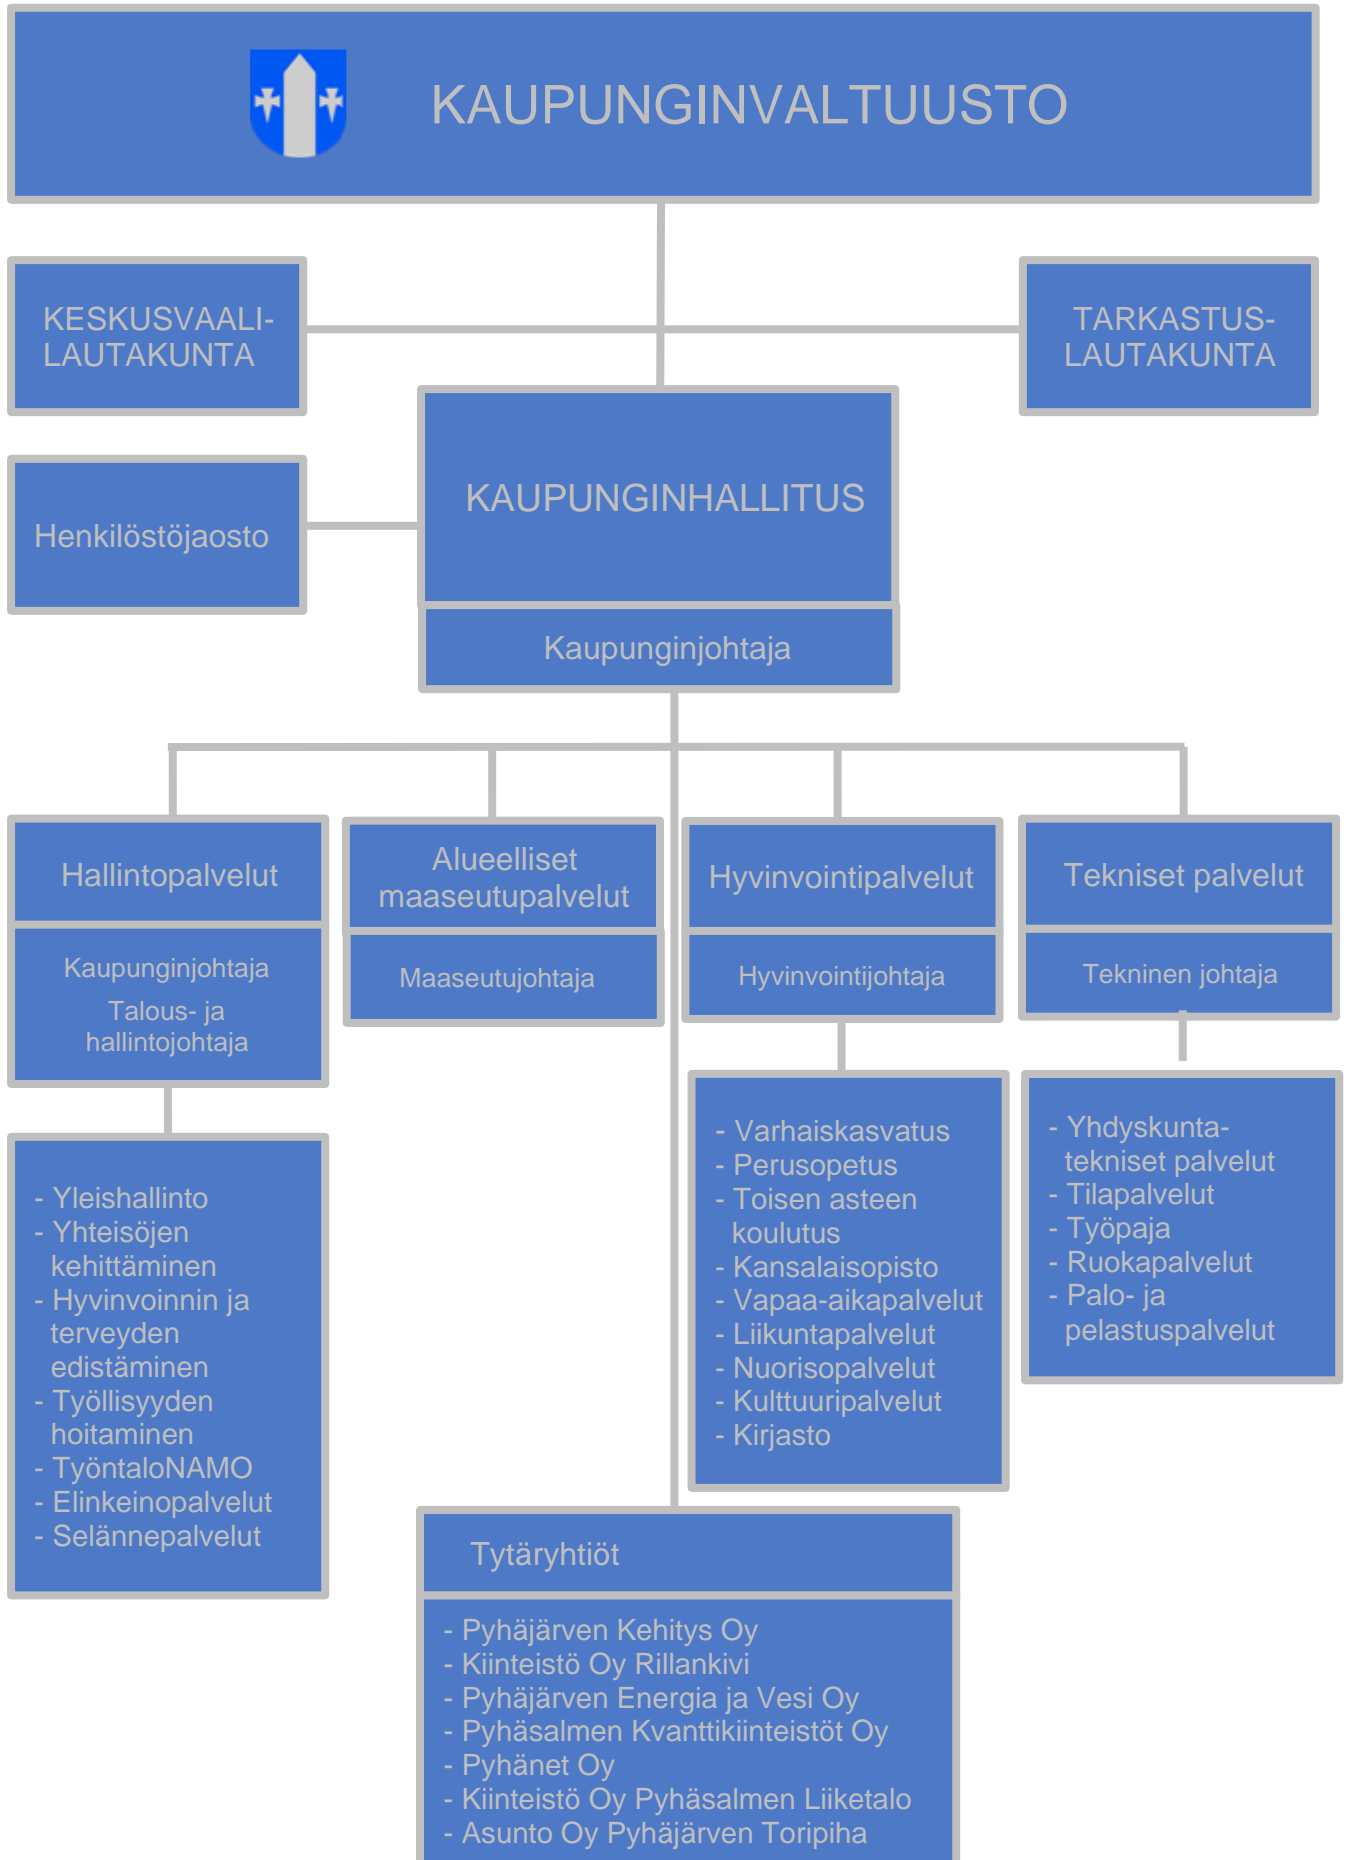 KAUPUNGINVALTUUSTO
KESKUSVAALI-
LAUTAKUNTA
TARKASTUS-
LAUTAKUNTA
KAUPUNGINHALLITUS
Henkilöstöjaosto
Kaupunginjohtaja
Hallintopalvelut
Kaupunginjohtaja
Talous- ja
hallintojohtaja
Alueelliset
maaseutupalvelut
Maaseutujohtaja
Hyvinvointipalvelut
Hyvinvointijohtaja
Tekniset palvelut
Tekninen johtaja
- Yleishallinto
- Yhteisöjen
kehittäminen
- Hyvinvoinnin ja
terveyden
edistäminen
- Työllisyyden
hoitaminen
- TyöntaloNAMO
- Elinkeinopalvelut
- Selännepalvelut
- Varhaiskasvatus
- Perusopetus
- Toisen asteen
koulutus
- Kansalaisopisto
- Vapaa-aikapalvelut
- Liikuntapalvelut
- Nuorisopalvelut
- Kulttuuripalvelut
- Kirjasto
- Yhdyskunta-
tekniset palvelut
- Tilapalvelut
- Työpaja
- Ruokapalvelut
- Palo- ja
pelastuspalvelut
Tytäryhtiöt
- Pyhäjärven Kehitys Oy
- Kiinteistö Oy Rillankivi
- Pyhäjärven Energia ja Vesi Oy
- Pyhäsalmen Kvanttikiinteistöt Oy
- Pyhänet Oy
- Kiinteistö Oy Pyhäsalmen Liiketalo
- Asunto Oy Pyhäjärven Toripiha